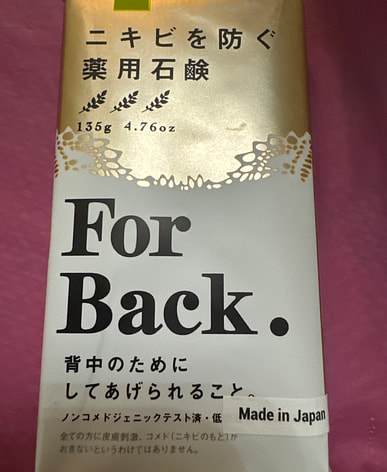 ニキビを防ぐ
薬用石鹸
135g 4.76oz
For
Back.
背中のために
してあげられること。
ノンコメドジェニックテスト済・低
Made in Japan
全ての方に皮膚刺激、コメド(ニキビのもと)が
おきないというわけではありません。